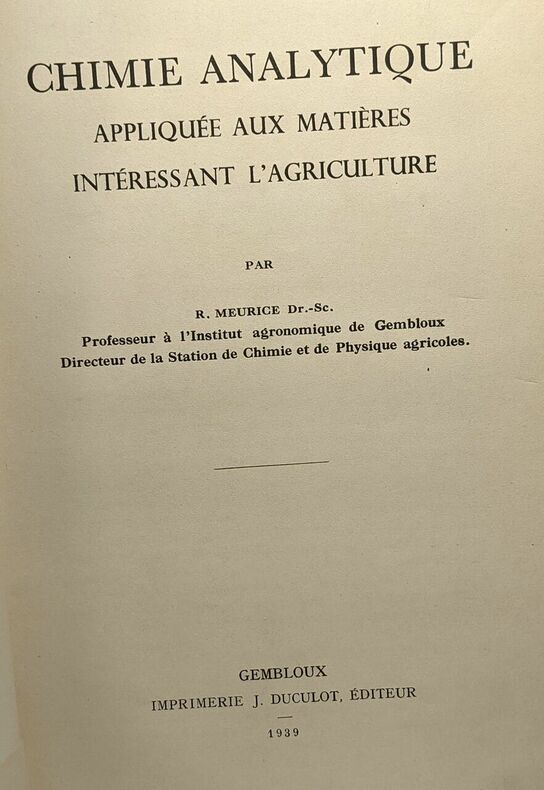 CHIMIE ANALYTIQUE
APPLIQUÉE AUX MATIÈRES
INTÉRESSANT L'AGRICULTURE
PAR
R. MEURICE Dr.-Sc.
Professeur à l'Institut agronomique de Gembloux
Directeur de la Station de Chimie et de Physique agricoles.
GEMBLOUX
IMPRIMERIE J. DUCULOT, ÉDITEUR
1939